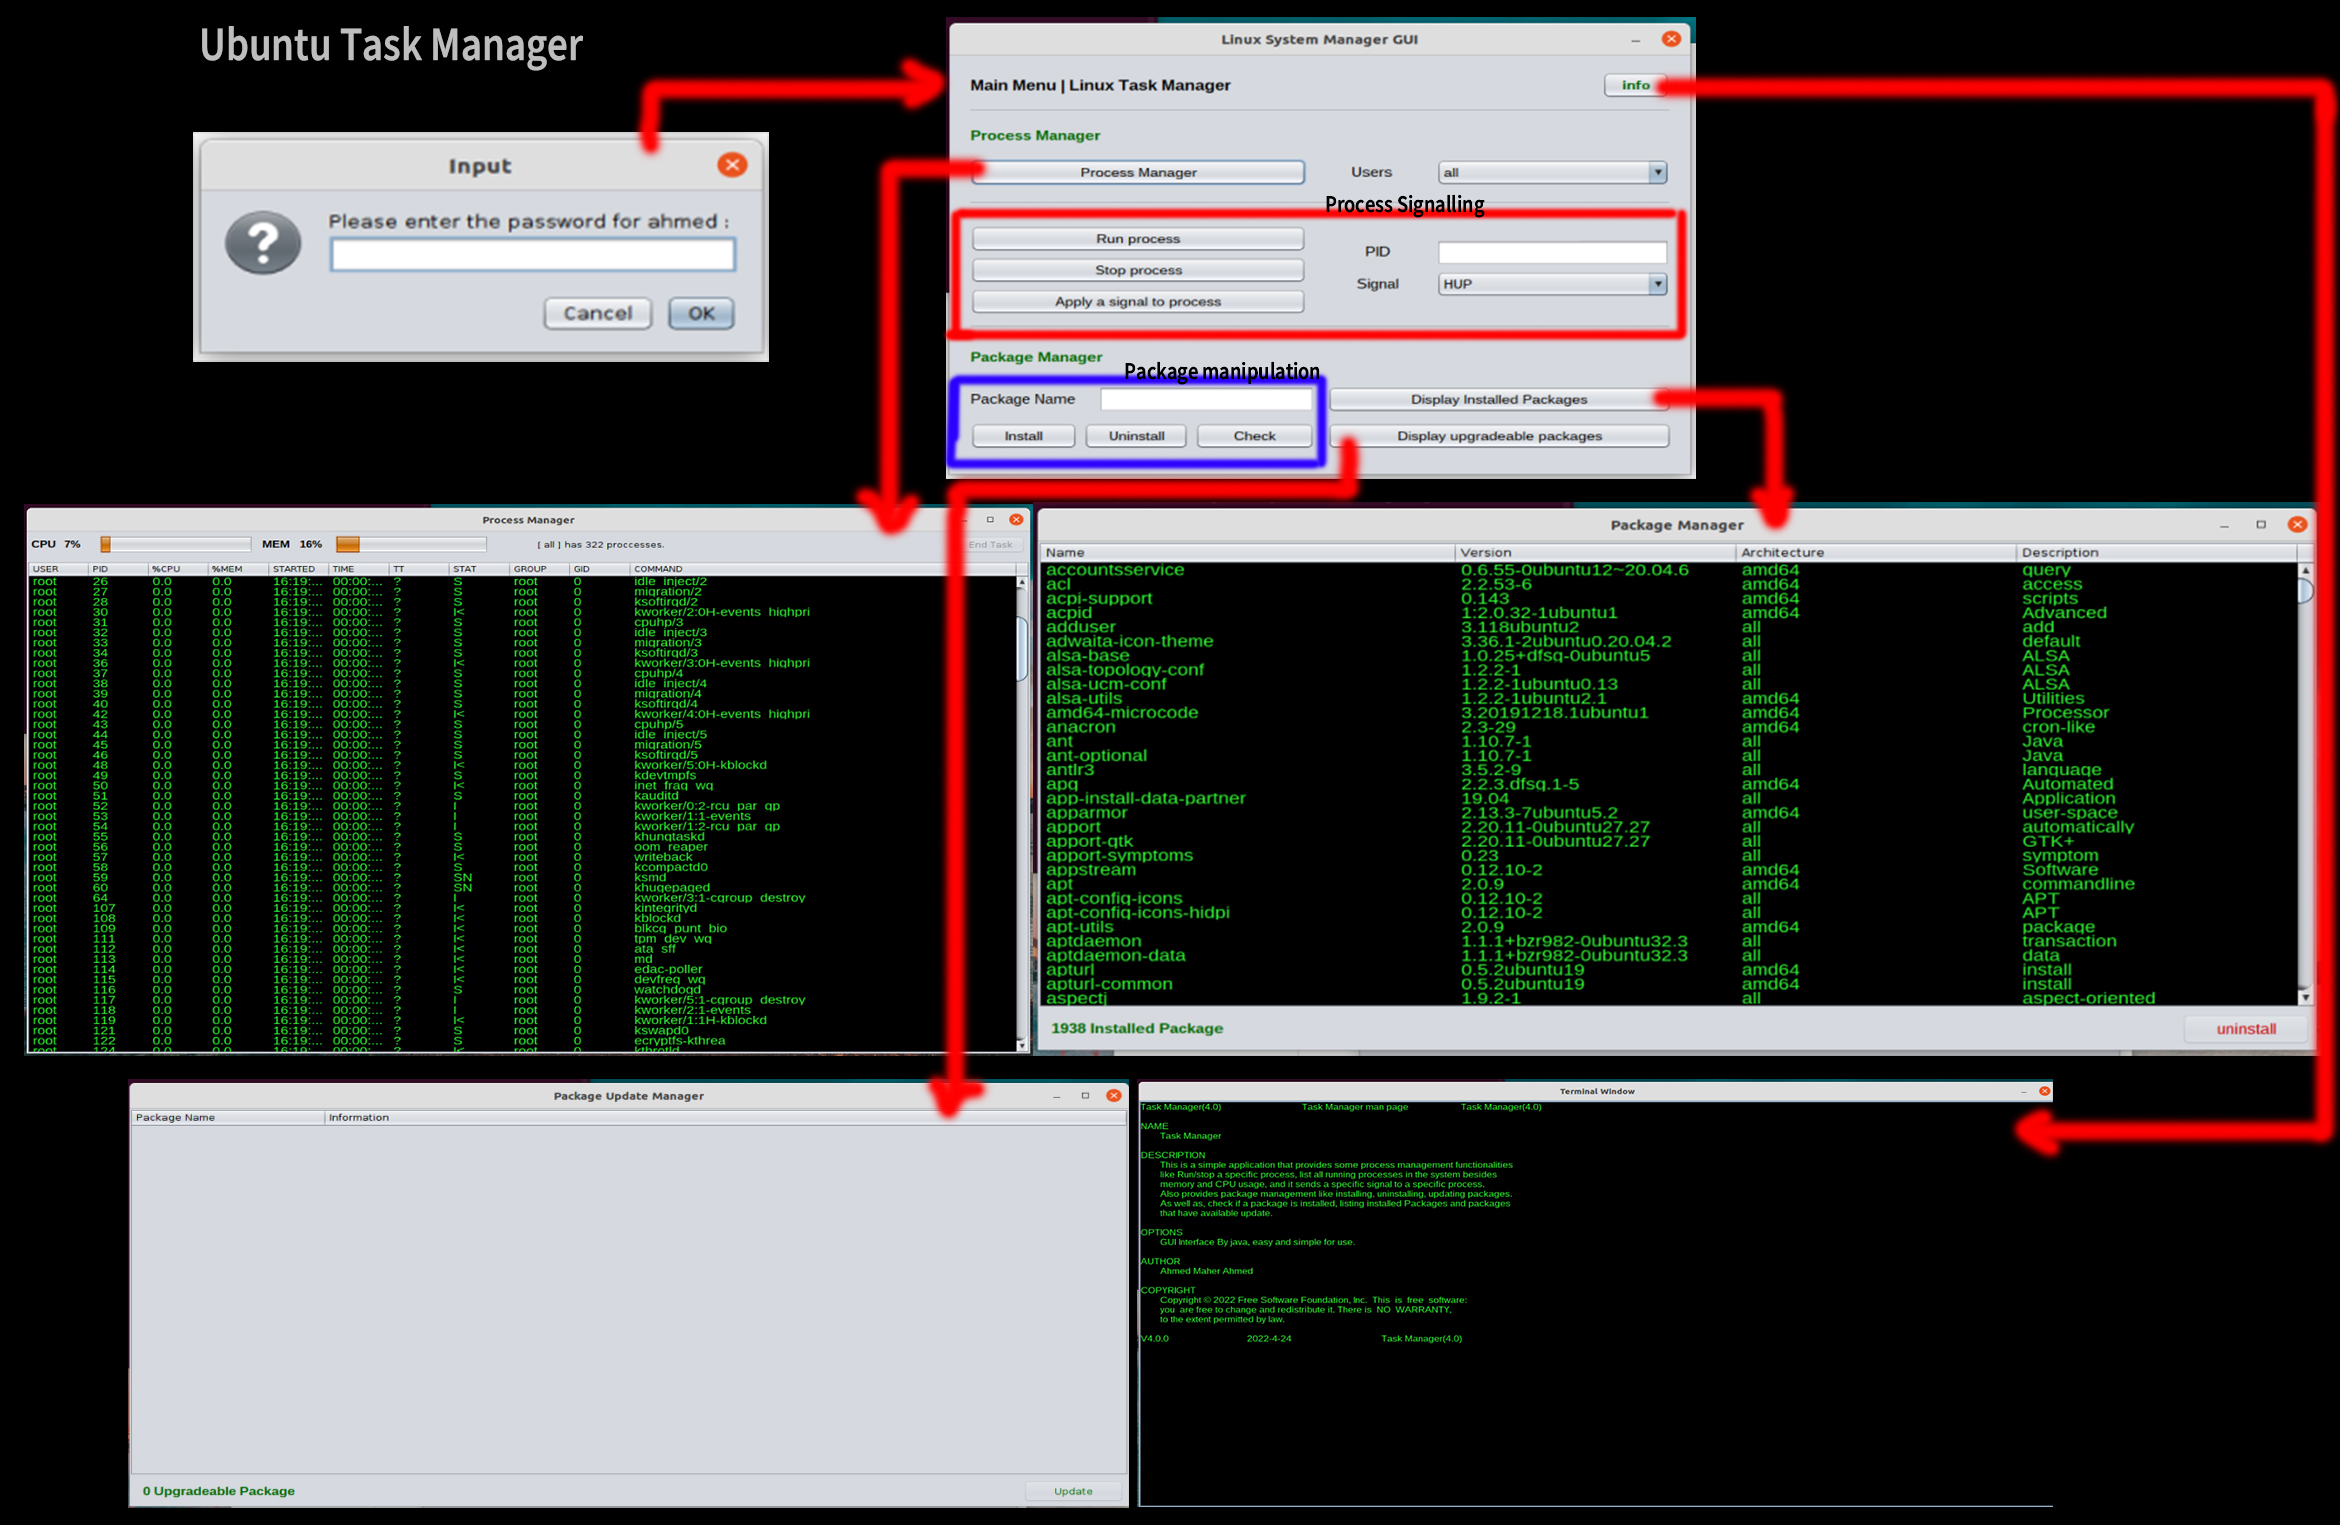 Ubuntu Task Manager
Input
Please enter the password for ahmed :
Cancel OK
Linux System Manager GUI
Main Menu | Linux Task Manager info
Process Manager
Process Manager Users all
Process Signalling
Run process
PID
Stop process
Signal HUP
Apply a signal to process
Package Manager
Package manipulation
Package Name Display Installed Packages
Install Uninstall Check Display upgradeable packages
Process Manager
CPU 7% MEM 16% [ all ] has 322 proccesses. End Task
USER PID %CPU %MEM STARTED TIME TT STAT GROUP GID COMMAND
root 26 0.0 0.0 16:19:... 00:00:... ? S root 0 idle_inject/2
root 27 0.0 0.0 16:19:... 00:00:... ? S root 0 migration/2
root 28 0.0 0.0 16:19:... 00:00:... ? S root 0 ksoftirqd/2
root 30 0.0 0.0 16:19:... 00:00:... ? I< root 0 kworker/2:0H-events_highpri
root 31 0.0 0.0 16:19:... 00:00:... ? S root 0 cpuhp/3
root 32 0.0 0.0 16:19:... 00:00:... ? S root 0 idle_inject/3
root 33 0.0 0.0 16:19:... 00:00:... ? S root 0 migration/3
root 34 0.0 0.0 16:19:... 00:00:... ? S root 0 ksoftirqd/3
root 36 0.0 0.0 16:19:... 00:00:... ? I< root 0 kworker/3:0H-events_highpri
root 37 0.0 0.0 16:19:... 00:00:... ? S root 0 cpuhp/4
root 38 0.0 0.0 16:19:... 00:00:... ? S root 0 idle_inject/4
root 39 0.0 0.0 16:19:... 00:00:... ? S root 0 migration/4
root 40 0.0 0.0 16:19:... 00:00:... ? S root 0 ksoftirqd/4
root 42 0.0 0.0 16:19:... 00:00:... ? I< root 0 kworker/4:0H-events_highpri
root 43 0.0 0.0 16:19:... 00:00:... ? S root 0 cpuhp/5
root 44 0.0 0.0 16:19:... 00:00:... ? S root 0 idle_inject/5
root 45 0.0 0.0 16:19:... 00:00:... ? S root 0 migration/5
root 46 0.0 0.0 16:19:... 00:00:... ? S root 0 ksoftirqd/5
root 48 0.0 0.0 16:19:... 00:00:... ? I< root 0 kworker/5:0H-kblockd
root 49 0.0 0.0 16:19:... 00:00:... ? S root 0 kdevtmpfs
root 50 0.0 0.0 16:19:... 00:00:... ? I< root 0 inet_frag_wq
root 51 0.0 0.0 16:19:... 00:00:... ? S root 0 kauditd
root 52 0.0 0.0 16:19:... 00:00:... ? I root 0 kworker/0:2-rcu_par_gp
root 53 0.0 0.0 16:19:... 00:00:... ? I root 0 kworker/1:1-events
root 54 0.0 0.0 16:19:... 00:00:... ? I root 0 kworker/1:2-rcu_par_gp
root 55 0.0 0.0 16:19:... 00:00:... ? S root 0 khungtaskd
root 56 0.0 0.0 16:19:... 00:00:... ? S root 0 oom_reaper
root 57 0.0 0.0 16:19:... 00:00:... ? I< root 0 writeback
root 58 0.0 0.0 16:19:... 00:00:... ? S root 0 kcompactd0
root 59 0.0 0.0 16:19:... 00:00:... ? SN root 0 ksmd
root 60 0.0 0.0 16:19:... 00:00:... ? SN root 0 khugepaged
root 64 0.0 0.0 16:19:... 00:00:... ? I root 0 kworker/3:1-cgroup_destroy
root 107 0.0 0.0 16:19:... 00:00:... ? I< root 0 kintegrityd
root 108 0.0 0.0 16:19:... 00:00:... ? I< root 0 kblockd
root 109 0.0 0.0 16:19:... 00:00:... ? I< root 0 blkcg_punt_bio
root 111 0.0 0.0 16:19:... 00:00:... ? I< root 0 tpm_dev_wq
root 112 0.0 0.0 16:19:... 00:00:... ? I< root 0 ata_sff
root 113 0.0 0.0 16:19:... 00:00:... ? I< root 0 md
root 114 0.0 0.0 16:19:... 00:00:... ? I< root 0 edac-poller
root 115 0.0 0.0 16:19:... 00:00:... ? I< root 0 devfreq_wq
root 116 0.0 0.0 16:19:... 00:00:... ? S root 0 watchdogd
root 117 0.0 0.0 16:19:... 00:00:... ? I root 0 kworker/5:1-cgroup_destroy
root 118 0.0 0.0 16:19:... 00:00:... ? I root 0 kworker/2:1-events
root 119 0.0 0.0 16:19:... 00:00:... ? I< root 0 kworker/1:1H-kblockd
root 121 0.0 0.0 16:19:... 00:00:... ? S root 0 kswapd0
root 122 0.0 0.0 16:19:... 00:00:... ? S root 0 ecryptfs-kthrea
root 124 0.0 0.0 16:19:... 00:00:... ? I< root 0 kthrotld
Package Manager
Name Version Architecture Description
accountsservice 0.6.55-0ubuntu12~20.04.6 amd64 query
acl 2.2.53-6 amd64 access
acpi-support 0.143 amd64 scripts
acpid 1:2.0.32-1ubuntu1 amd64 Advanced
adduser 3.118ubuntu2 all add
adwaita-icon-theme 3.36.1-2ubuntu0.20.04.2 all default
alsa-base 1.0.25+dfsg-0ubuntu5 all ALSA
alsa-topology-conf 1.2.2-1 all ALSA
alsa-ucm-conf 1.2.2-1ubuntu0.13 all ALSA
alsa-utils 1.2.2-1ubuntu2.1 amd64 Utilities
amd64-microcode 3.20191218.1ubuntu1 amd64 Processor
anacron 2.3-29 amd64 cron-like
ant 1.10.7-1 all Java
ant-optional 1.10.7-1 all Java
antlr3 3.5.2-9 all language
apg 2.2.3.dfsg.1-5 amd64 Automated
app-install-data-partner 19.04 all Application
apparmor 2.13.3-7ubuntu5.2 amd64 user-space
apport 2.20.11-0ubuntu27.27 all automatically
apport-gtk 2.20.11-0ubuntu27.27 all GTK+
apport-symptoms 0.23 all symptom
appstream 0.12.10-2 amd64 Software
apt 2.0.9 amd64 commandline
apt-config-icons 0.12.10-2 all APT
apt-config-icons-hidpi 0.12.10-2 all APT
apt-utils 2.0.9 amd64 package
aptdaemon 1.1.1+bzr982-0ubuntu32.3 all transaction
aptdaemon-data 1.1.1+bzr982-0ubuntu32.3 all data
apturl 0.5.2ubuntu19 amd64 install
apturl-common 0.5.2ubuntu19 amd64 install
aspectj 1.9.2-1 all aspect-oriented
1938 Installed Package uninstall
Package Update Manager
Package Name Information
0 Upgradeable Package Update
Terminal Window
Task Manager(4.0) Task Manager man page Task Manager(4.0)
NAME
Task Manager
DESCRIPTION
This is a simple application that provides some process management functionalities
like Run/stop a specific process, list all running processes in the system besides
memory and CPU usage, and it sends a specific signal to a specific process.
Also provides package management like installing, uninstalling, updating packages.
As well as, check if a package is installed, listing installed Packages and packages
that have available update.
OPTIONS
GUI Interface By java, easy and simple for use.
AUTHOR
Ahmed Maher Ahmed
COPYRIGHT
Copyright © 2022 Free Software Foundation, Inc. This is free software:
you are free to change and redistribute it. There is NO WARRANTY,
to the extent permitted by law.
V4.0.0 2022-4-24 Task Manager(4.0)